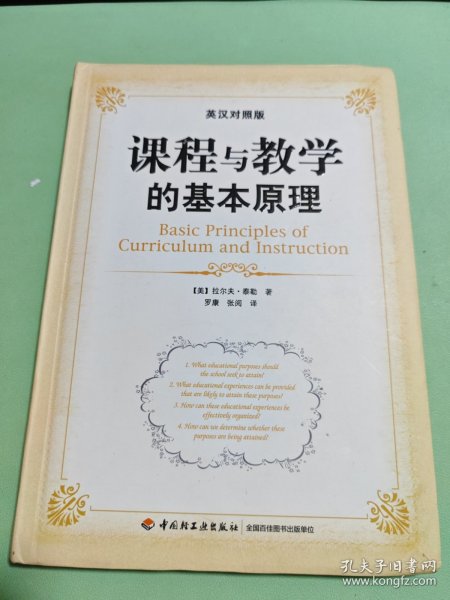 英汉对照版
课程与教学
的基本原理
Basic Principles of
Curriculum and Instruction
【美】拉尔夫·泰勒 著
罗康 张阅 译
1. What educational purposes should
the school seek to attain?
2. What educational experiences can be provided
that are likely to attain these purposes?
3. How can these educational experiences be
effectively organized?
4. How can we determine whether these
purposes are being attained?
中国轻工业出版社 全国百佳图书出版单位
孔夫子旧书网
www.kongfz.com